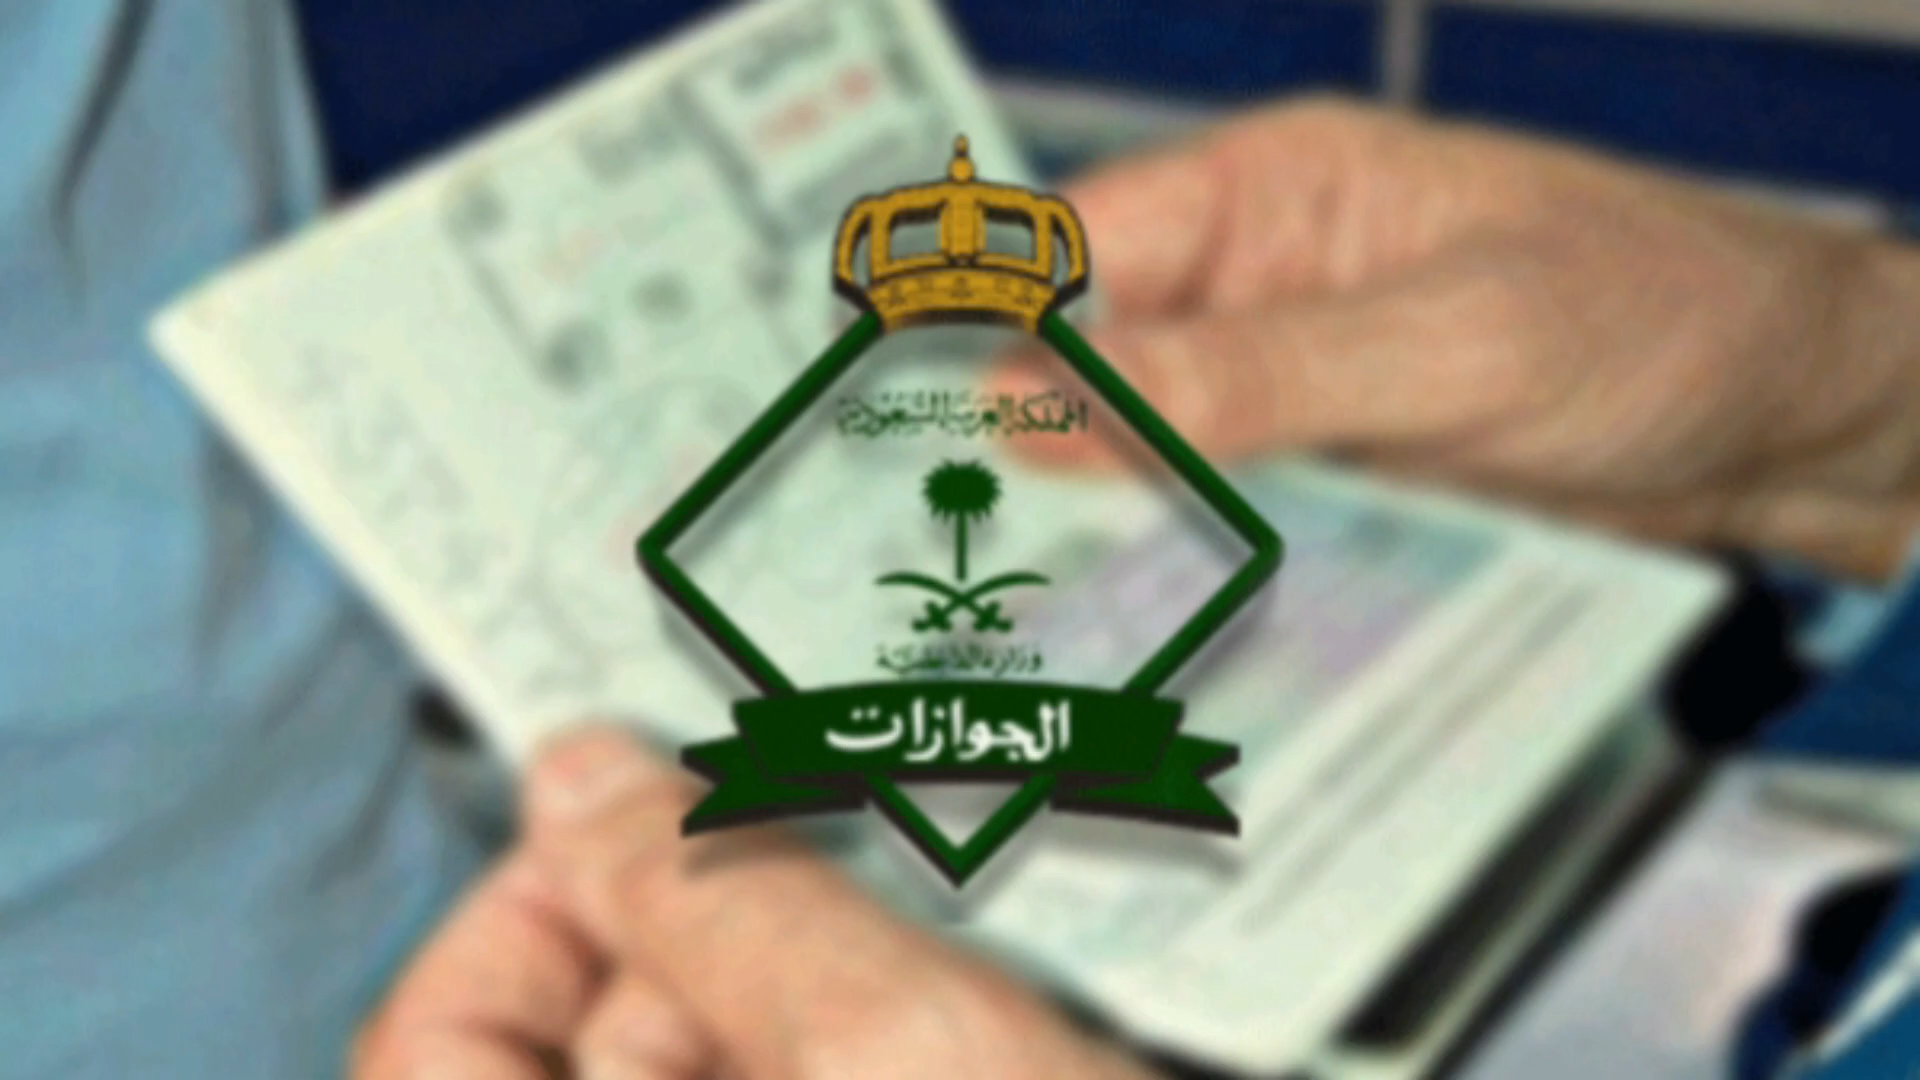 المملكة العربية السعودية
وزارة الداخلية
الجوازات